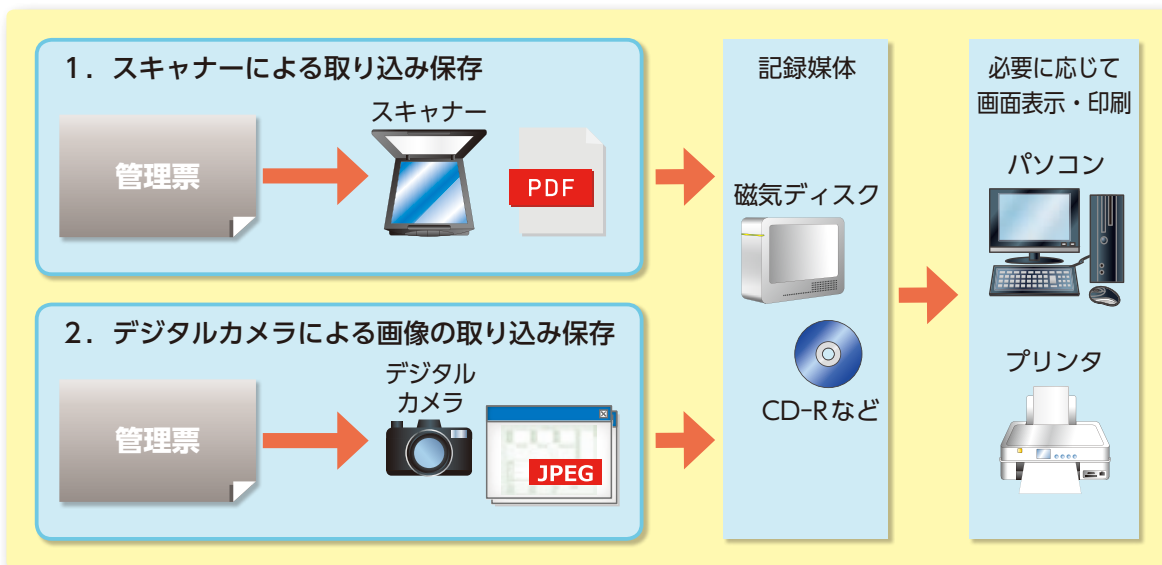 1．スキャナーによる取り込み保存
スキャナー
管理票
PDF
2．デジタルカメラによる画像の取り込み保存
デジタル
カメラ
管理票
JPEG
記録媒体
磁気ディスク
CD-Rなど
必要に応じて
画面表示・印刷
パソコン
プリンタ